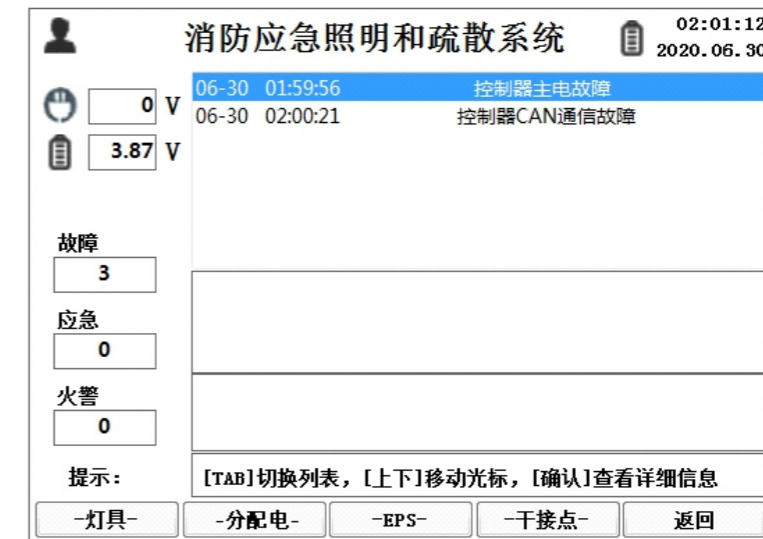 消防应急照明和疏散系统
02:01:12
2020.06.30
0 V
3.87 V
06-30 01:59:56 控制器主电故障
06-30 02:00:21 控制器CAN通信故障
故障
3
应急
0
火警
0
提示: [TAB]切换列表，[上下]移动光标，[确认]查看详细信息
-灯具- -分配电- -EPS- -干接点- 返回